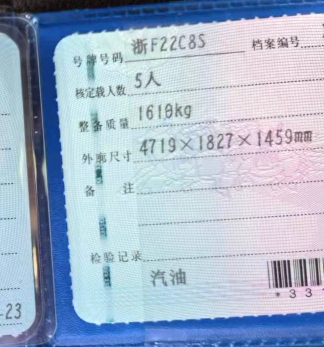 号牌号码 浙F22C8S 档案编号
核定载人数 5人
整备质量 1610kg
外廓尺寸 4719×1827×1459mm
备 注
检验记录
汽油
-23
*33